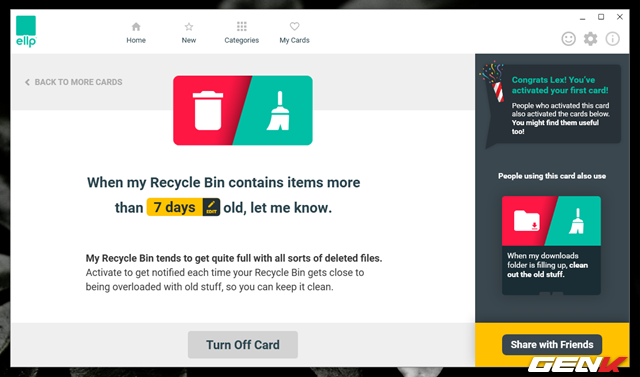 ellp
Home
New
Categories
My Cards
BACK TO MORE CARDS
When my Recycle Bin contains items more
than 7 days EDIT old, let me know.
My Recycle Bin tends to get quite full with all sorts of deleted files.
Activate to get notified each time your Recycle Bin gets close to
being overloaded with old stuff, so you can keep it clean.
Turn Off Card
Congrats Lex! You've
activated your first card!
People who activated this card
also activated the cards below.
You might find them useful
too!
People using this card also use
When my downloads
folder is filling up, clean
out the old stuff.
Share with Friends
GENK